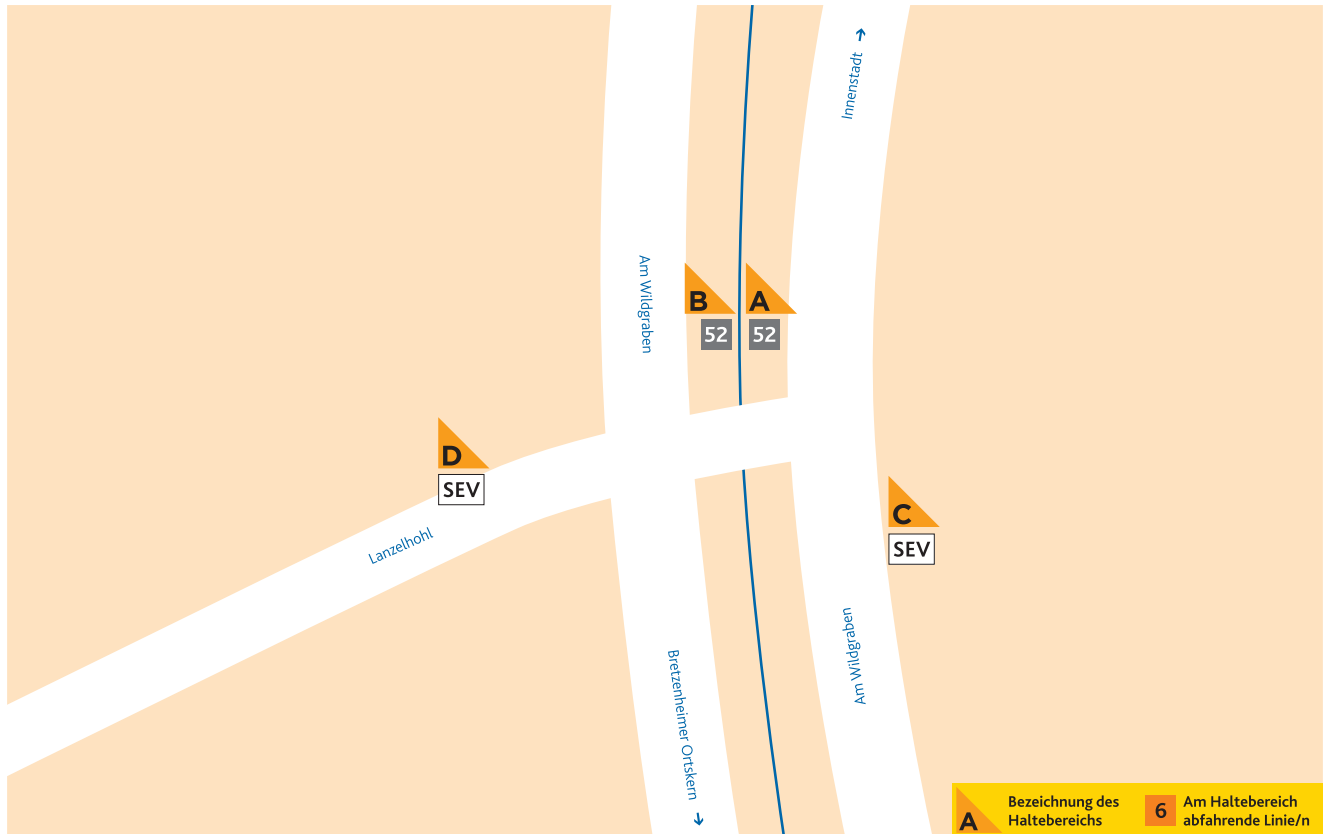 Innenstadt →
Am Wildgraben
B
A
52
52
D
SEV
Lanzelhohl
C
SEV
Am Wildgraben
Bretzenheimer Ortskern →
A
Bezeichnung des
Haltebereichs
6
Am Haltebereich
abfahrende Linie/n